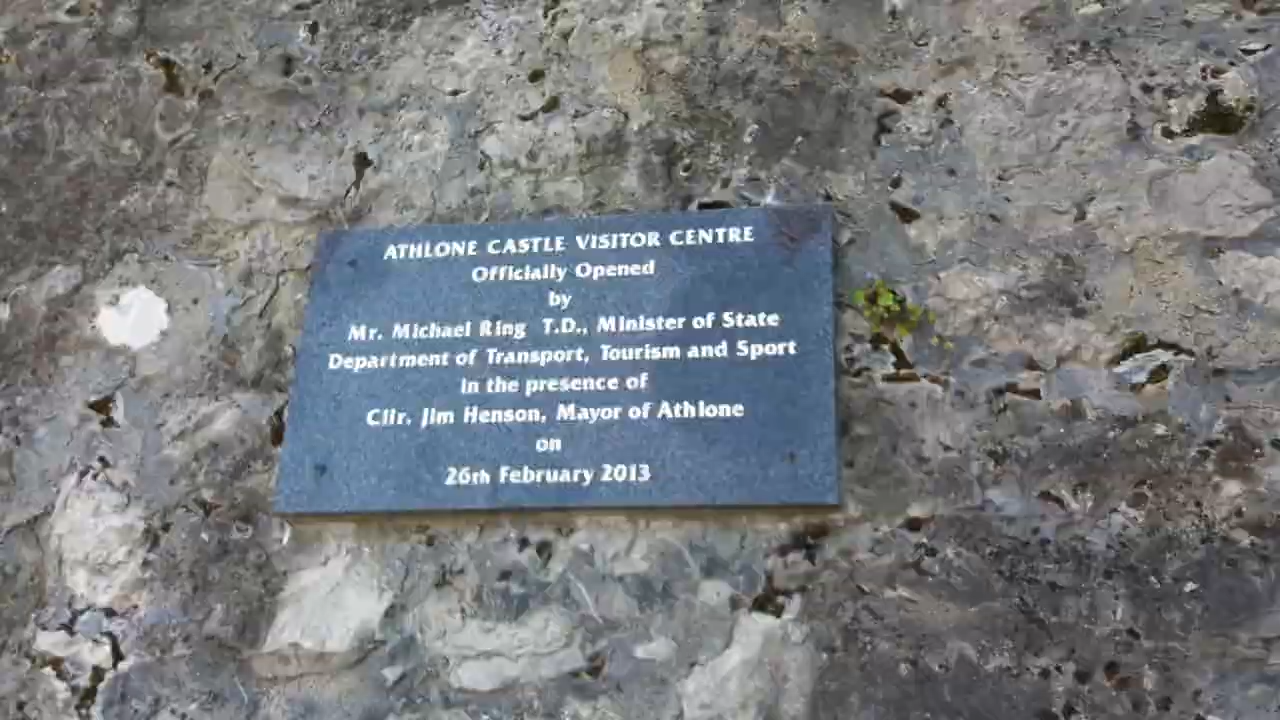 ATHLONE CASTLE VISITOR CENTRE
Officially Opened
by
Mr. Michael Ring T.D., Minister of State
Department of Transport, Tourism and Sport
in the presence of
Cllr. Jim Henson, Mayor of Athlone
on
26th February 2013